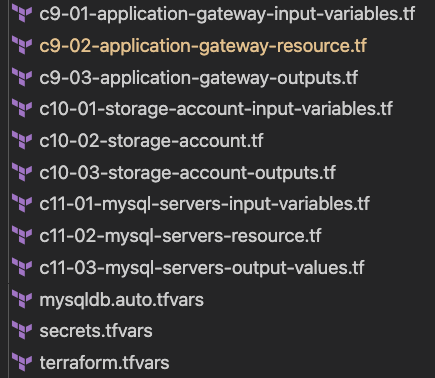 c9-01-application-gateway-input-variables.tf
c9-02-application-gateway-resource.tf
c9-03-application-gateway-outputs.tf
c10-01-storage-account-input-variables.tf
c10-02-storage-account.tf
c10-03-storage-account-outputs.tf
c11-01-mysql-servers-input-variables.tf
c11-02-mysql-servers-resource.tf
c11-03-mysql-servers-output-values.tf
mysqldb.auto.tfvars
secrets.tfvars
terraform.tfvars